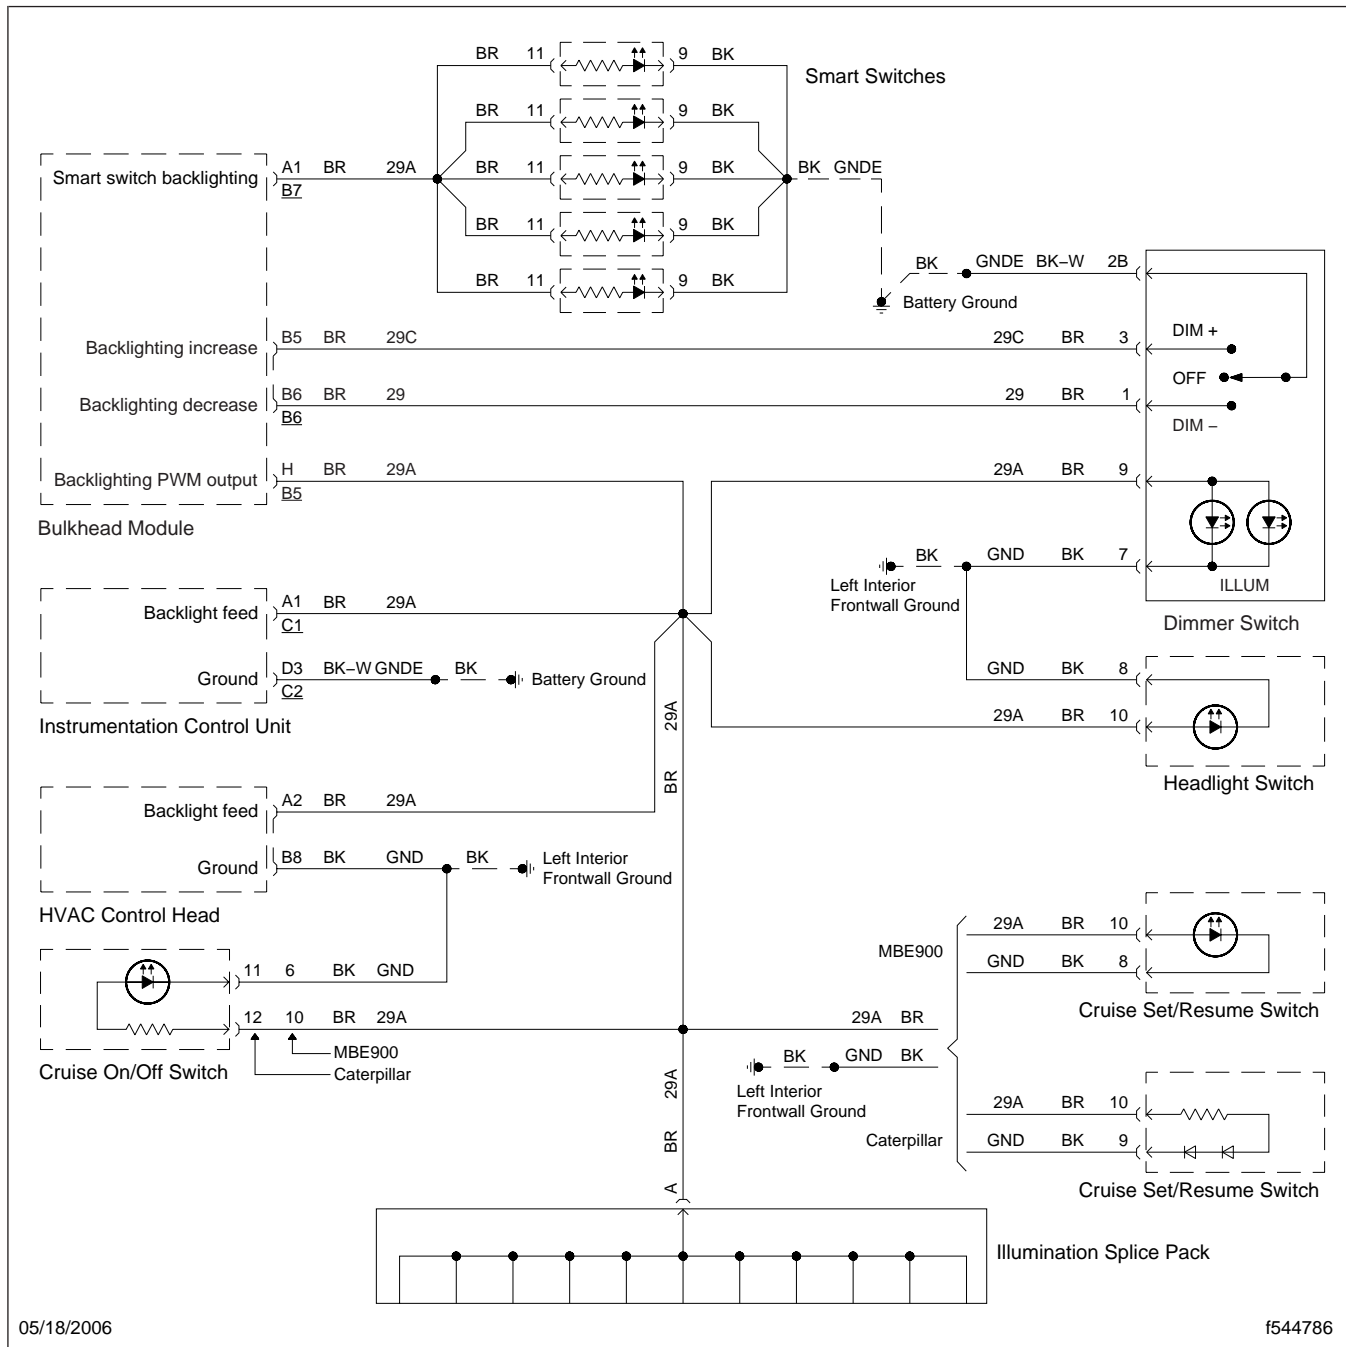 BR 11 9 BK
Smart Switches
BR 11 9 BK
Smart switch backlighting A1 BR 29A BR 11 9 BK BK GNDE
B7
BR 11 9 BK
BK GNDE BK–W 2B
BR 11 9 BK
Battery Ground
Backlighting increase B5 BR 29C 29C BR 3 DIM +
OFF
Backlighting decrease B6 BR 29 29 BR 1
B6
DIM –
Backlighting PWM output H BR 29A 29A BR 9
B5
Bulkhead Module
BK GND BK 7
Left Interior
Frontwall Ground
ILLUM
Dimmer Switch
Backlight feed A1 BR 29A
C1
Ground D3 BK–W GNDE BK Battery Ground
C2
Instrumentation Control Unit
GND BK 8
29A BR 10
Headlight Switch
29A
BR
Backlight feed A2 BR 29A
Ground B8 BK GND BK Left Interior
Frontwall Ground
HVAC Control Head
11 6 BK GND
12 10 BR 29A
MBE900
Caterpillar
Cruise On/Off Switch
MBE900
29A BR 10
GND BK 8
Cruise Set/Resume Switch
29A BR
BK GND BK
Left Interior
Frontwall Ground
Caterpillar
29A BR 10
GND BK 9
Cruise Set/Resume Switch
29A
BR
A
Illumination Splice Pack
05/18/2006
f544786